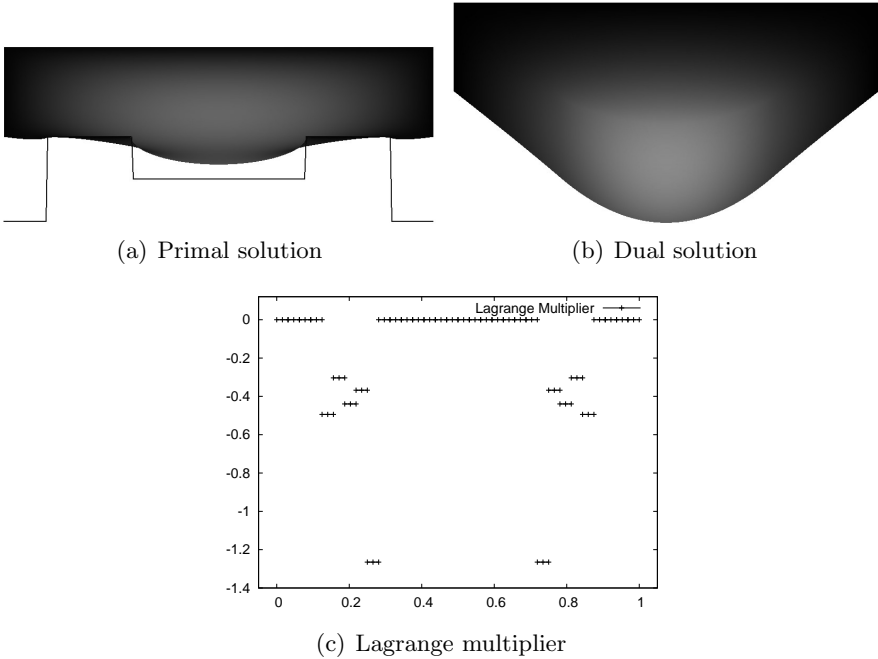 (a) Primal solution
(b) Dual solution
Lagrange Multiplier
0
-0.2
-0.4
-0.6
-0.8
-1
-1.2
-1.4
0 0.2 0.4 0.6 0.8 1
(c) Lagrange multiplier